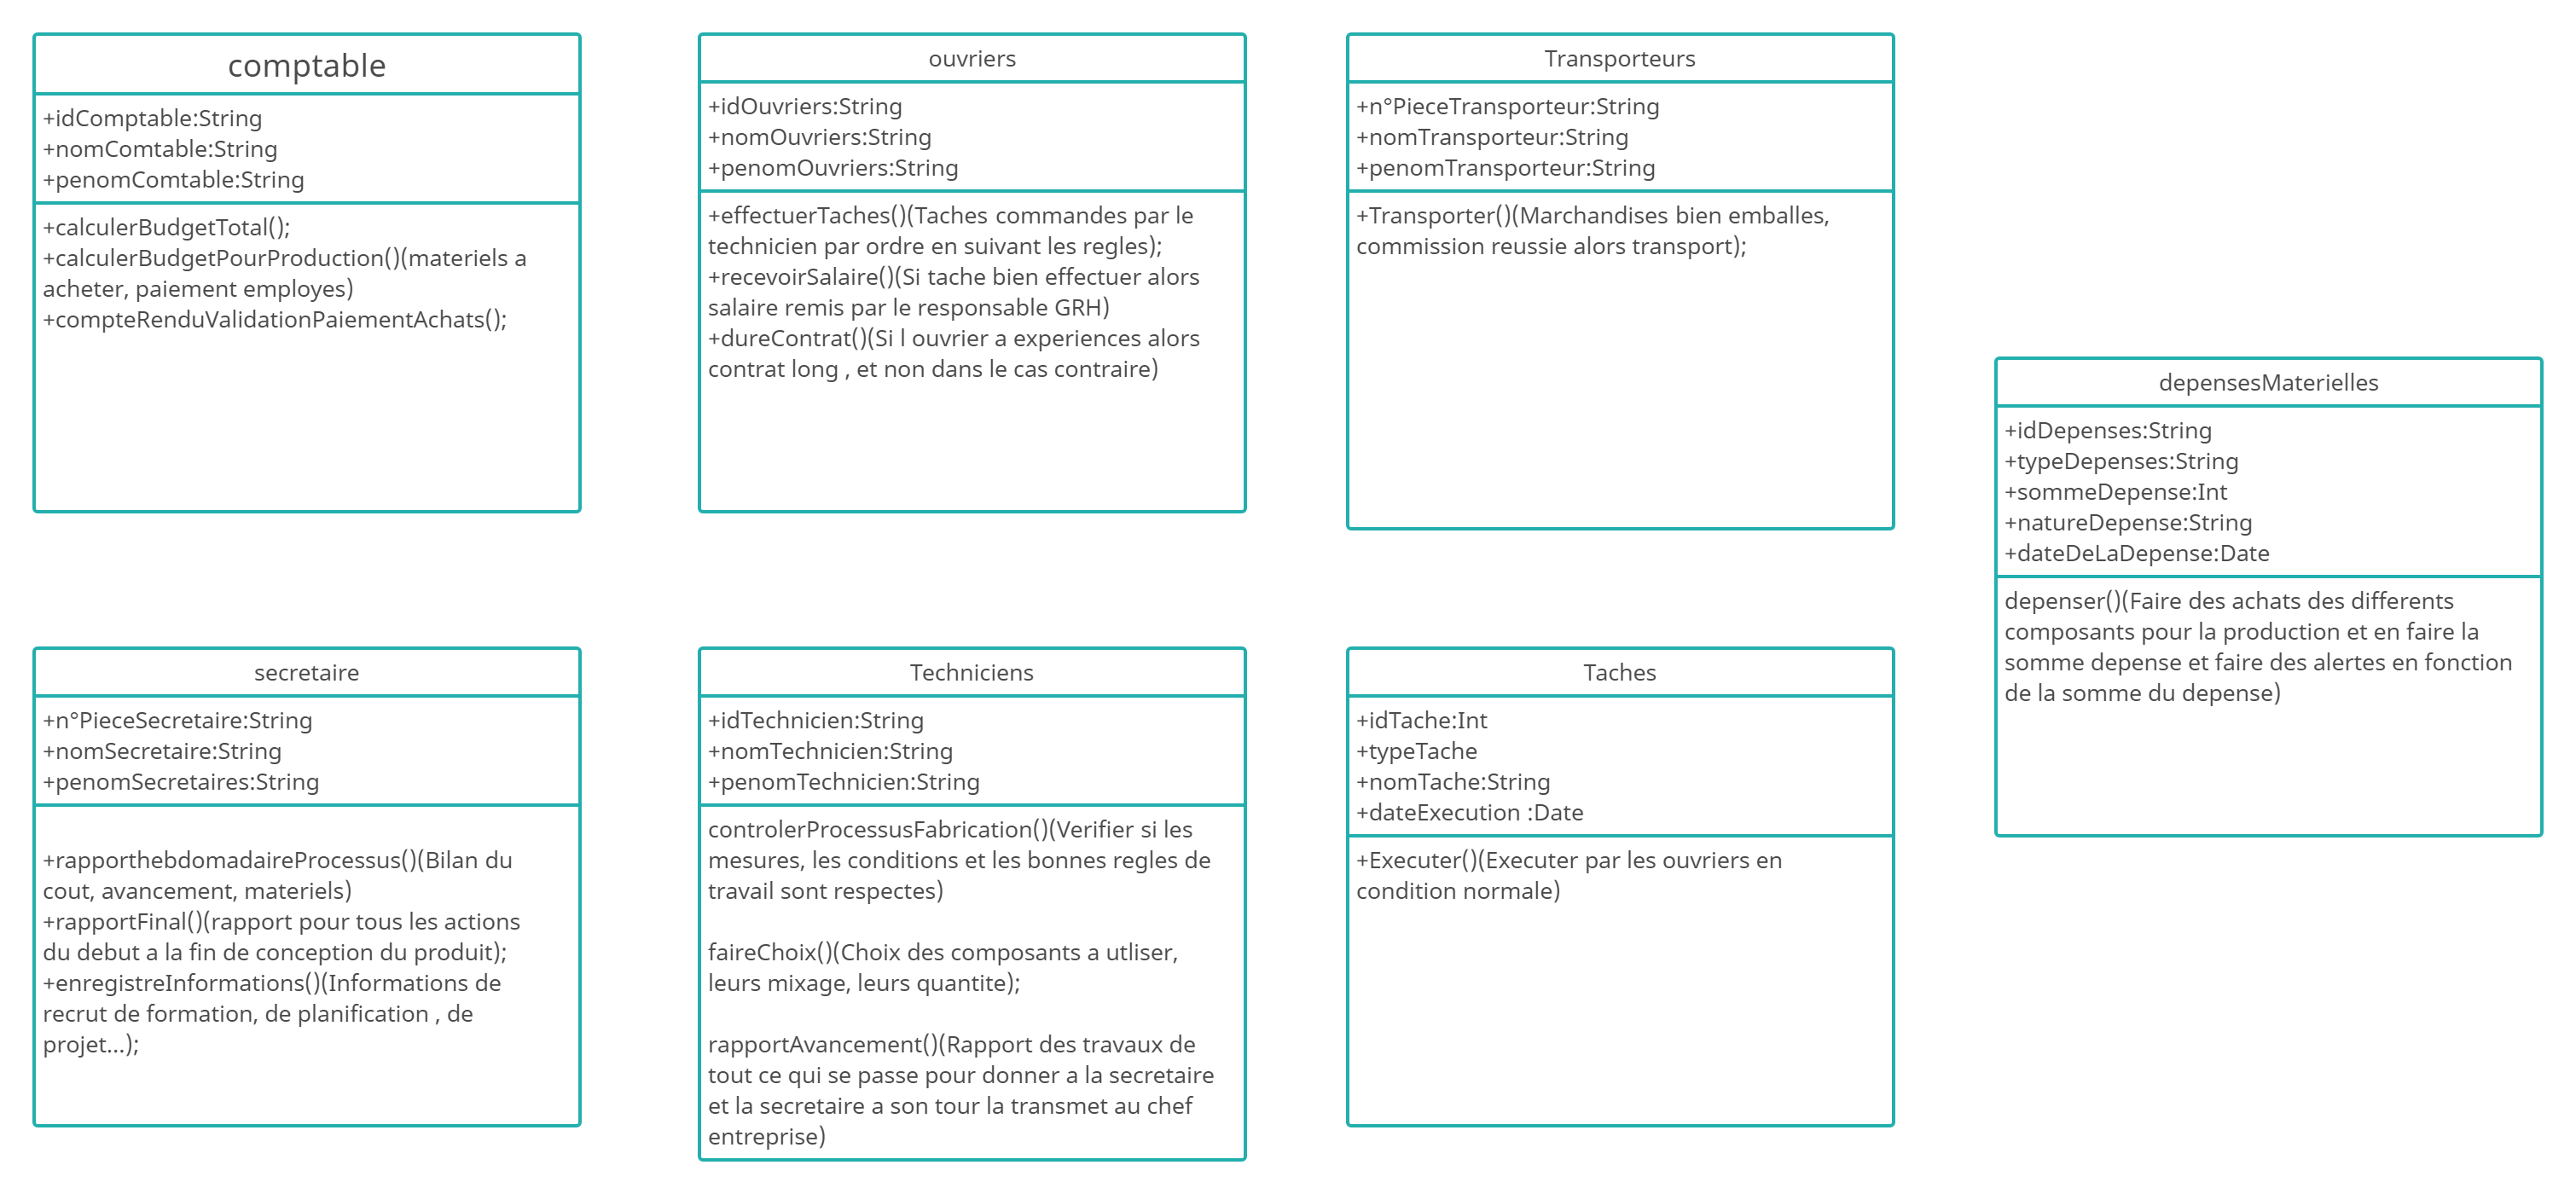 comptable
+idComptable:String
+nomComtable:String
+penomComtable:String
+calculerBudgetTotal();
+calculerBudgetPourProduction()(materiels a
acheter, paiement employes)
+compteRenduValidationPaiementAchats();
ouvriers
+idOuvriers:String
+nomOuvriers:String
+penomOuvriers:String
+effectuerTaches()(Taches commandes par le
technicien par ordre en suivant les regles);
+recevoirSalaire()(Si tache bien effectuer alors
salaire remis par le responsable GRH)
+dureContrat()(Si l ouvrier a experiences alors
contrat long , et non dans le cas contraire)
Transporteurs
+n°PieceTransporteur:String
+nomTransporteur:String
+penomTransporteur:String
+Transporter()(Marchandises bien emballes,
commission reussie alors transport);
depensesMaterielles
+idDepenses:String
+typeDepenses:String
+sommeDepense:Int
+natureDepense:String
+dateDeLaDepense:Date
depenser()(Faire des achats des differents
composants pour la production et en faire la
somme depense et faire des alertes en fonction
de la somme du depense)
secretaire
+n°PieceSecretaire:String
+nomSecretaire:String
+penomSecretaires:String
+rapporthebdomadaireProcessus()(Bilan du
cout, avancement, materiels)
+rapportFinal()(rapport pour tous les actions
du debut a la fin de conception du produit);
+enregistreInformations()(Informations de
recrut de formation, de planification , de
projet...);
Techniciens
+idTechnicien:String
+nomTechnicien:String
+penomTechnicien:String
controlerProcessusFabrication()(Verifier si les
mesures, les conditions et les bonnes regles de
travail sont respectes)
faireChoix()(Choix des composants a utliser,
leurs mixage, leurs quantite);
rapportAvancement()(Rapport des travaux de
tout ce qui se passe pour donner a la secretaire
et la secretaire a son tour la transmet au chef
entreprise)
Taches
+idTache:Int
+typeTache
+nomTache:String
+dateExecution :Date
+Executer()(Executer par les ouvriers en
condition normale)